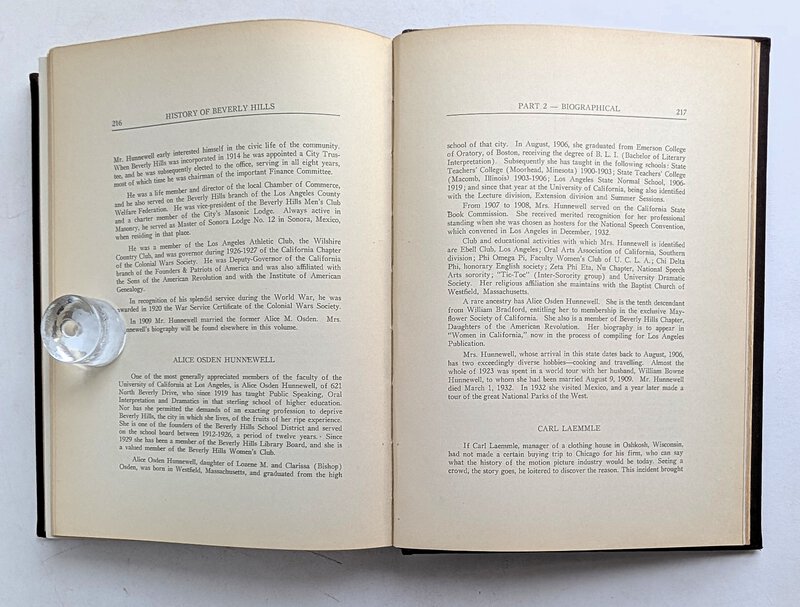 216
HISTORY OF BEVERLY HILLS
Mr. Hunnewell early interested himself in the civic life of the community.
When Beverly Hills was incorporated in 1914 he was appointed a City Trus-
tee, and he was subsequently elected to the office, serving in all eight years,
most of which time he was chairman of the important Finance Committee.
He was a life member and director of the local Chamber of Commerce,
and he also served on the Beverly Hills branch of the Los Angeles County
Welfare Federation. He was vice-president of the Beverly Hills Men's Club
and a charter member of the City's Masonic Lodge. Always active in
Masonry, he served as Master of Sonora Lodge No. 12 in Sonora, Mexico,
when residing in that place.
He was a member of the Los Angeles Athletic Club, the Wilshire
Country Club, and was governor during 1926-1927 of the California Chapter
of the Colonial Wars Society. He was Deputy-Governor of the California
branch of the Founders & Patriots of America and was also affiliated with
the Sons of the American Revolution and with the Institute of American
Genealogy.
In recognition of his splendid service during the World War, he was
warded in 1920 the War Service Certificate of the Colonial Wars Society.
In 1909 Mr. Hunnewell married the former Alice M. Osden. Mrs.
nnewell's biography will be found elsewhere in this volume.
ALICE OSDEN HUNNEWELL
One of the most generally appreciated members of the faculty of the
University of California at Los Angeles, is Alice Osden Hunnewell, of 621
North Beverly Drive, who since 1919 has taught Public Speaking, Oral
Interpretation and Dramatics in that sterling school of higher education.
Nor has she permitted the demands of an exacting profession to deprive
Beverly Hills, the city in which she lives, of the fruits of her ripe experience.
She is one of the founders of the Beverly Hills School District and served
on the school board between 1912-1926, a period of twelve years. Since
1929 she has been a member of the Beverly Hills Library Board, and she is
a valued member of the Beverly Hills Women's Club.
Alice Osden Hunnewell, daughter of Lozene M. and Clarissa (Bishop)
Osden, was born in Westfield, Massachusetts, and graduated from the high
PART 2 — BIOGRAPHICAL
217
school of that city. In August, 1906, she graduated from Emerson College
of Oratory, of Boston, receiving the degree of B. L. I. (Bachelor of Literary
Interpretation). Subsequently she has taught in the following schools: State
Teachers' College (Moorhead, Minesota) 1900-1903; State Teachers' College
(Macomb, Illinois) 1903-1906; Los Angeles State Normal School, 1906-
1919; and since that year at the University of California, being also identified
with the Lecture division, Extension division and Summer Sessions.
From 1907 to 1908, Mrs. Hunnewell served on the California State
Book Commission. She received merited recognition for her professional
standing when she was chosen as hostess for the National Speech Convention,
which convened in Los Angeles in December, 1932.
Club and educational activities with which Mrs. Hunnewell is identified
are Ebell Club, Los Angeles; Oral Arts Association of California, Southern
division; Phi Omega Pi, Faculty Women's Club of U. C. L. A.; Chi Delta
Phi, honorary English society; Zeta Phi Eta, Nu Chapter, National Speech
Arts sorority; "Tic-Toc" (Inter-Sorority group) and University Dramatic
Society. Her religious affiliation she maintains with the Baptist Church of
Westfield, Massachusetts.
A rare ancestry has Alice Osden Hunnewell. She is the tenth descendant
from William Bradford, entitling her to membership in the exclusive May-
flower Society of California. She also is a member of Beverly Hills Chapter,
Daughters of the American Revolution. Her biography is to appear in
"Women in California," now in the process of compiling for Los Angeles
Publication.
Mrs. Hunnewell, whose arrival in this state dates back to August, 1906,
has two exceedingly diverse hobbies—cooking and travelling. Almost the
whole of 1923 was spent in a world tour with her husband, William Bowne
Hunnewell, to whom she had been married August 9, 1909. Mr. Hunnewell
died March 1, 1932. In 1932 she visited Mexico, and a year later made a
tour of the great National Parks of the West.
CARL LAEMMLE
If Carl Laemmle, manager of a clothing house in Oshkosh, Wisconsin,
had not made a certain buying trip to Chicago for his firm, who can say
what the history of the motion picture industry would be today. Seeing a
crowd, the story goes, he loitered to discover the reason. This incident brought